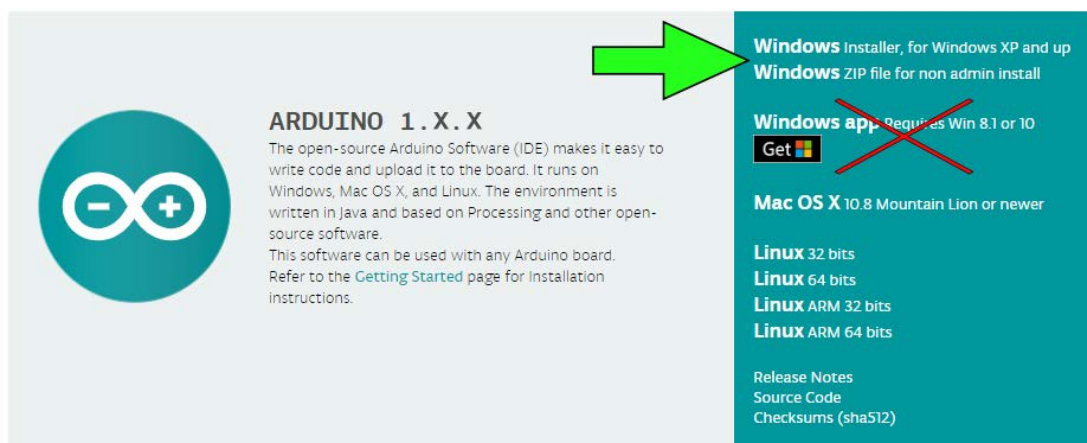 ARDUINO 1.X.X
The open-source Arduino Software (IDE) makes it easy to
write code and upload it to the board. It runs on
Windows, Mac OS X, and Linux. The environment is
written in Java and based on Processing and other open-
source software.
This software can be used with any Arduino board.
Refer to the Getting Started page for Installation
instructions.
Windows Installer, for Windows XP and up
Windows ZIP file for non admin install
Windows app Requires Win 8.1 or 10
Get
Mac OS X 10.8 Mountain Lion or newer
Linux 32 bits
Linux 64 bits
Linux ARM 32 bits
Linux ARM 64 bits
Release Notes
Source Code
Checksums (sha512)